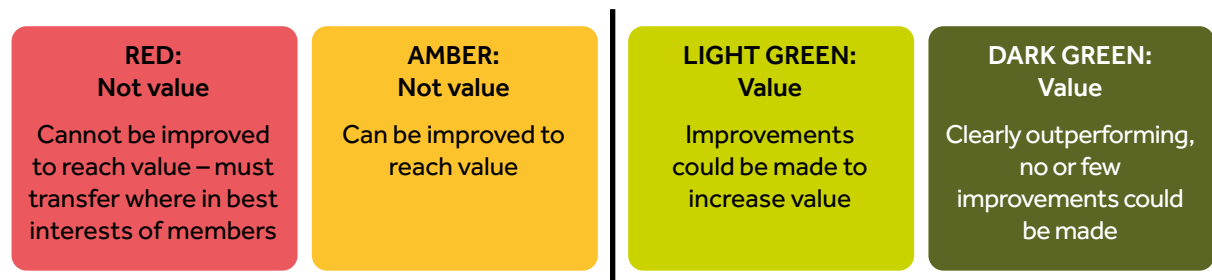 RED:
Not value
Cannot be improved
to reach value – must
transfer where in best
interests of members
AMBER:
Not value
Can be improved to
reach value
LIGHT GREEN:
Value
Improvements
could be made to
increase value
DARK GREEN:
Value
Clearly outperforming,
no or few
improvements could
be made